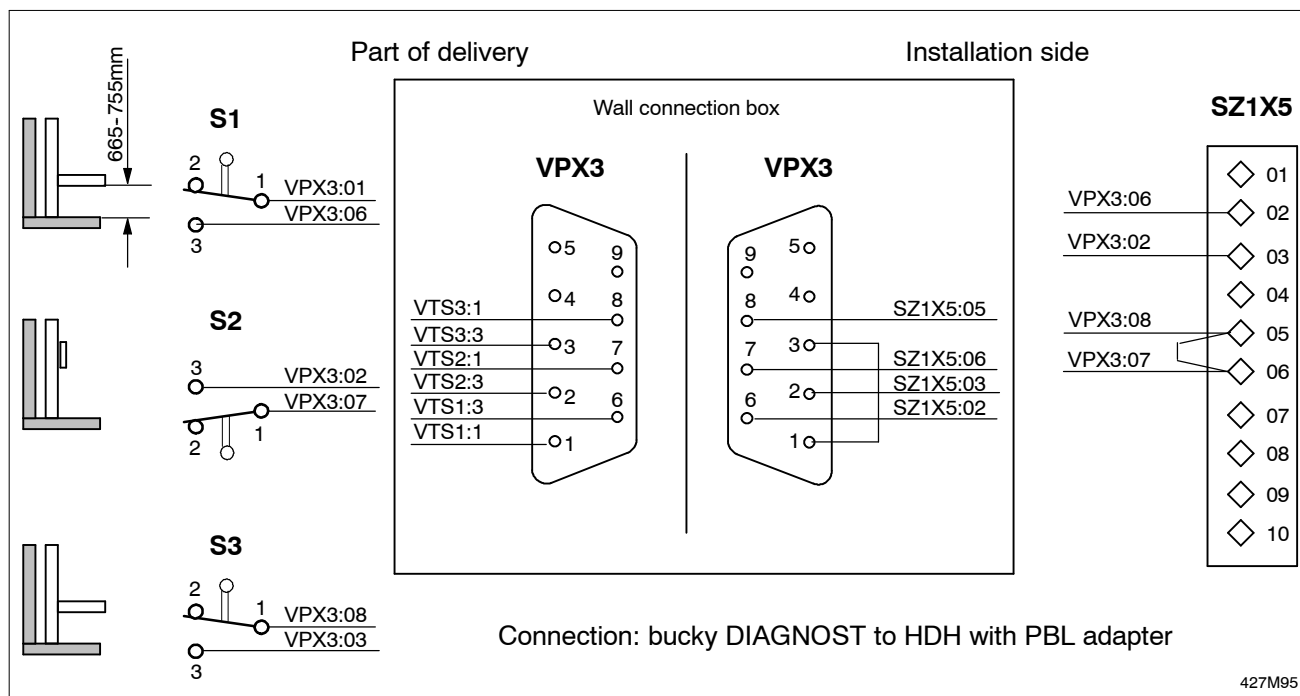 Part of delivery
Installation side
665-755mm
S1
2
1
VPX3:01
VPX3:06
3
S2
3
VPX3:02
VPX3:07
2
1
S3
2
1
VPX3:08
VPX3:03
3
Wall connection box
VPX3
5
9
4
8
3
7
2
6
1
VTS3:1
VTS3:3
VTS2:1
VTS2:3
VTS1:3
VTS1:1
VPX3
9
5
8
4
7
3
6
2
1
SZ1X5:05
SZ1X5:06
SZ1X5:03
SZ1X5:02
SZ1X5
VPX3:06
VPX3:02
VPX3:08
VPX3:07
01
02
03
04
05
06
07
08
09
10
Connection: bucky DIAGNOST to HDH with PBL adapter
427M95